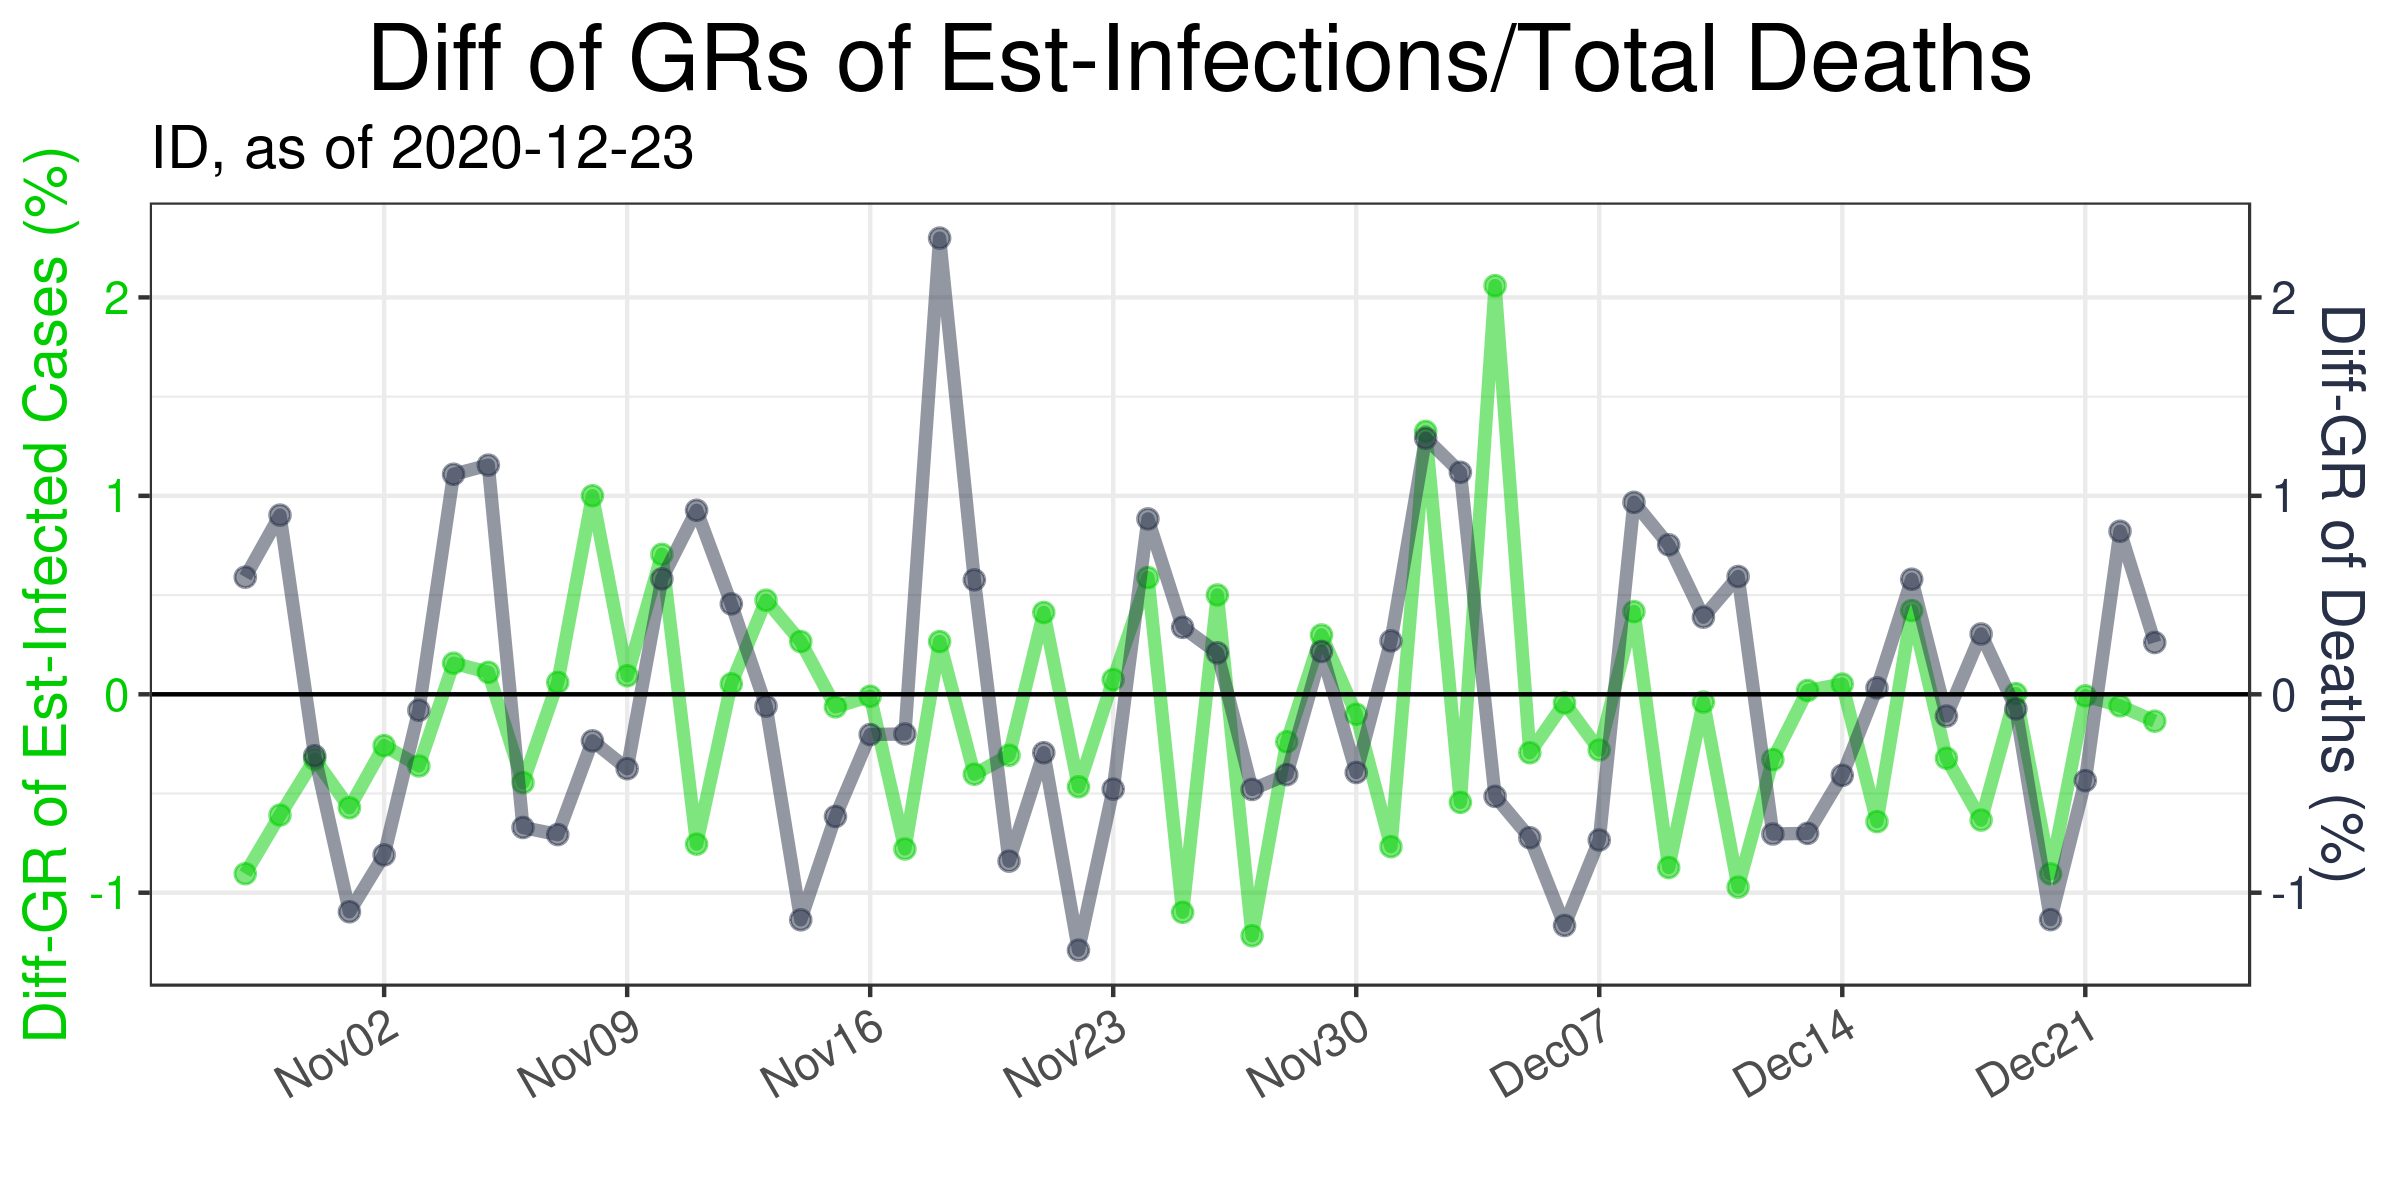 Diff of GRs of Est-Infections/Total Deaths
ID, as of 2020-12-23
Diff-GR of Est-Infected Cases (%)
2
1
0
-1
2
1
0
-1
Diff-GR of Deaths (%)
Nov02
Nov09
Nov16
Nov23
Nov30
Dec07
Dec14
Dec21